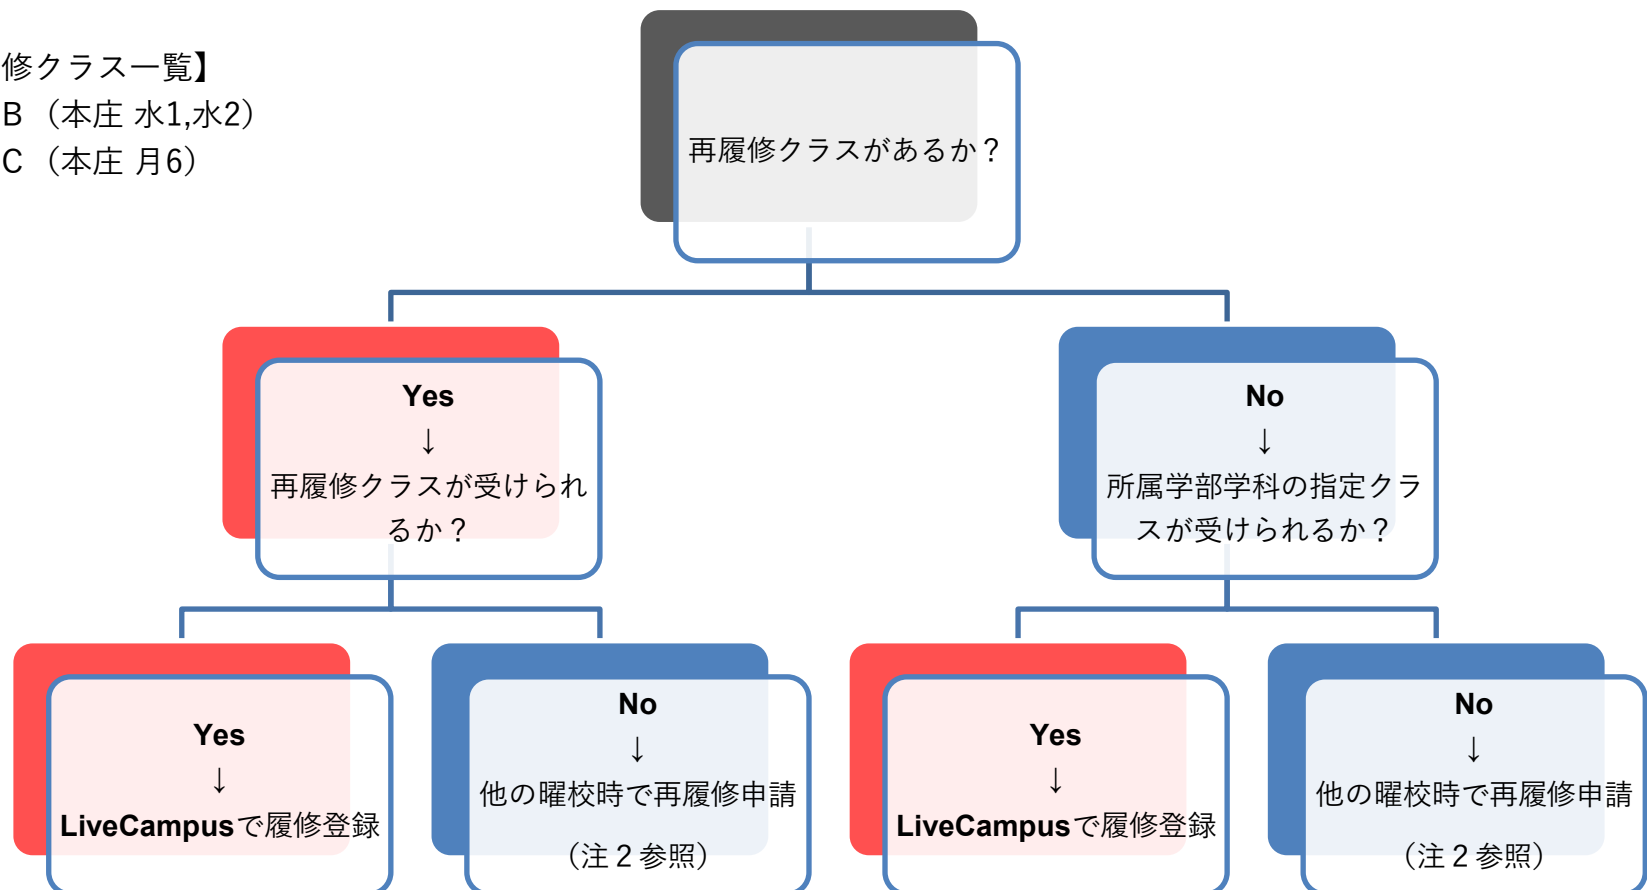 修クラス一覧】
B （本庄 水1,水2）
C （本庄 月6）
再履修クラスがあるか？
Yes
↓
再履修クラスが受けられ
るか？
No
↓
所属学部学科の指定クラ
スが受けられるか？
Yes
↓
LiveCampusで履修登録
No
↓
他の曜校時で再履修申請
（注２参照）
Yes
↓
LiveCampusで履修登録
No
↓
他の曜校時で再履修申請
（注２参照）